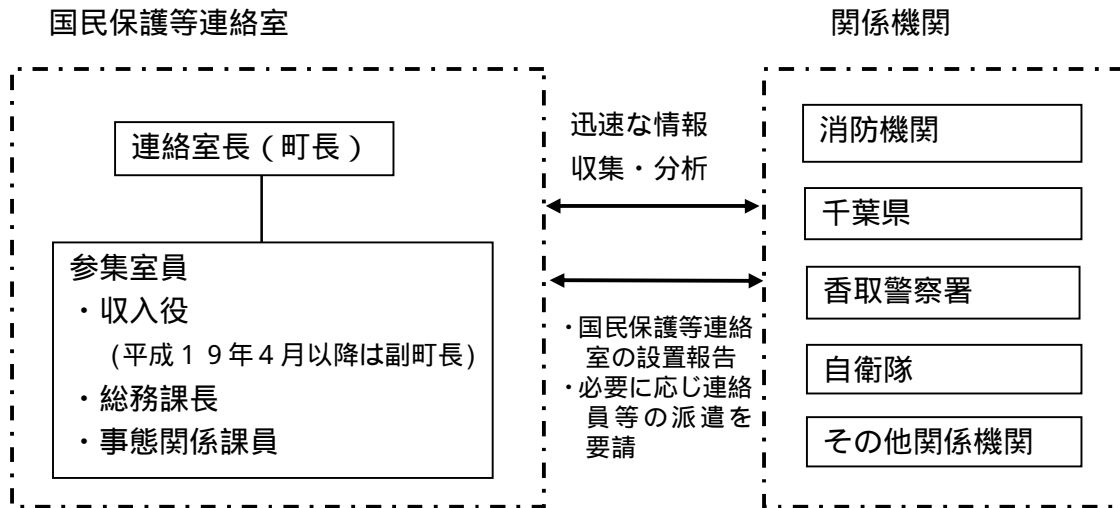 国民保護等連絡室
連絡室長（町長）
参集室員
・収入役
(平成１９年４月以降は副町長)
・総務課長
・事態関係課員
迅速な情報
収集・分析
・国民保護等連絡
室の設置報告
・必要に応じ連絡
員等の派遣を
要請
関係機関
消防機関
千葉県
香取警察署
自衛隊
その他関係機関